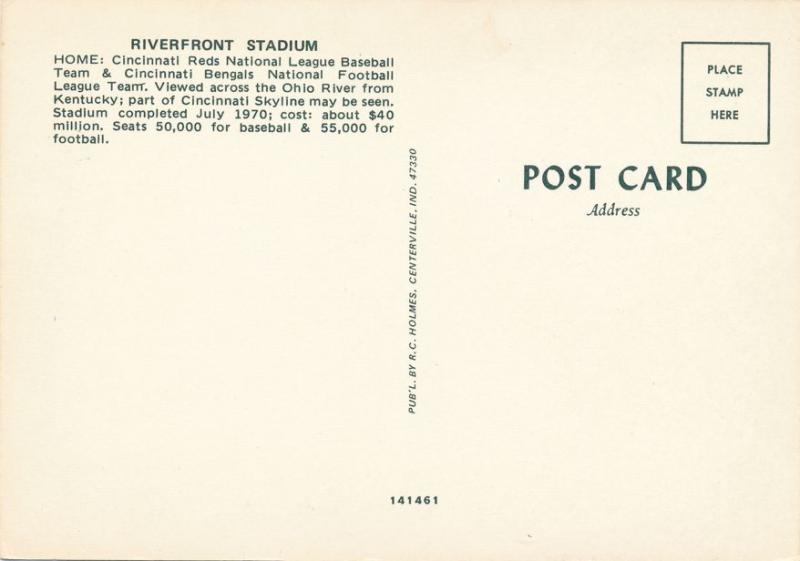 RIVERFRONT STADIUM
HOME: Cincinnati Reds National League Baseball
Team & Cincinnati Bengals National Football
League Team. Viewed across the Ohio River from
Kentucky; part of Cincinnati Skyline may be seen.
Stadium completed July 1970; cost: about $40
million. Seats 50,000 for baseball & 55,000 for
football.
PUB'L. BY R.C. HOLMES, CENTERVILLE, IND. 47330
PLACE
STAMP
HERE
POST CARD
Address
141461